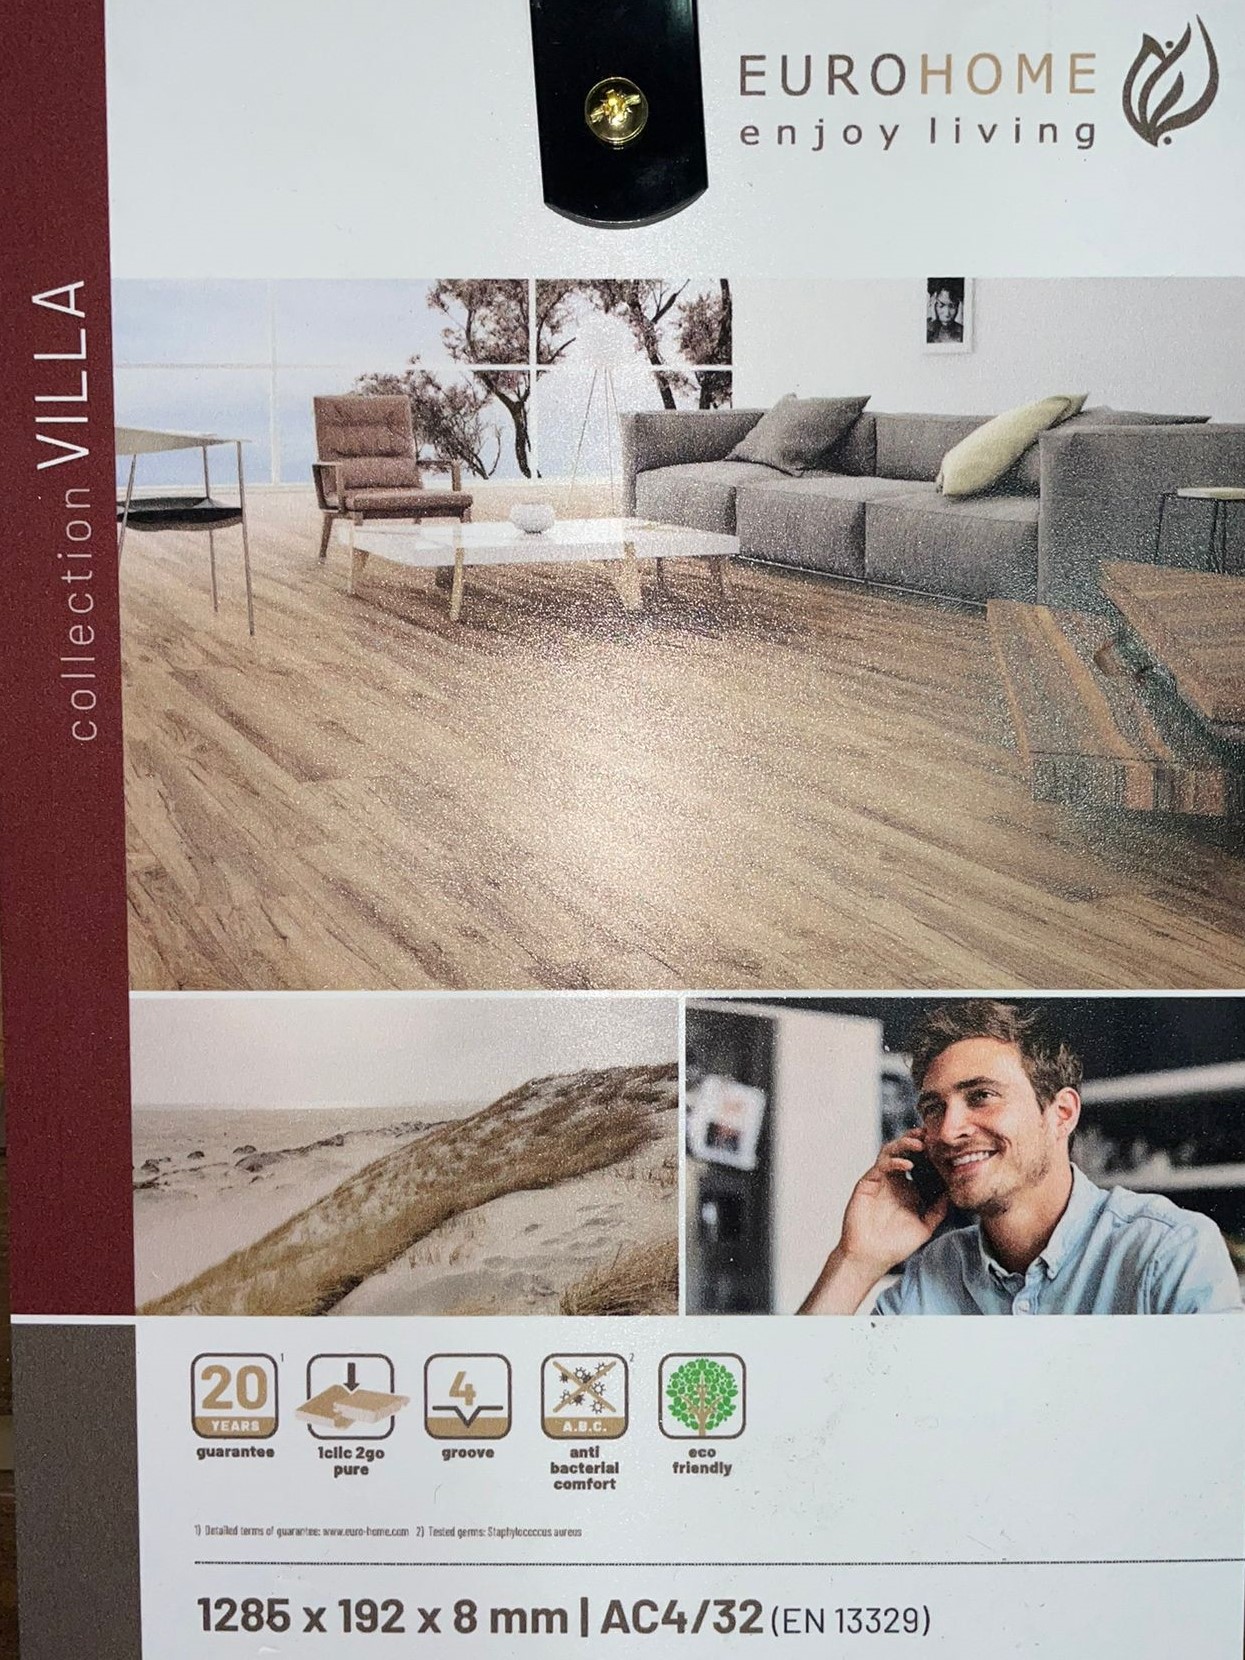 EUROHOME
enjoy living
collection VILLA
20
YEARS
1
guarantee
1clic 2go
pure
4
groove
A.B.C.
2
anti
bacterial
comfort
eco
friendly
1) Detailed terms of guarantee: www.euro-home.com 2) Tested germs: Staphylococcus aureus
1285 x 192 x 8 mm | AC4/32 (EN 13329)